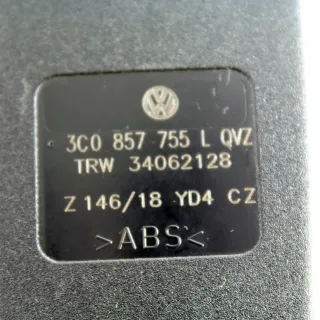 3C0 857 755 L QVZ
TRW 34062128
Z 146/18 YD4 CZ
>ABS<